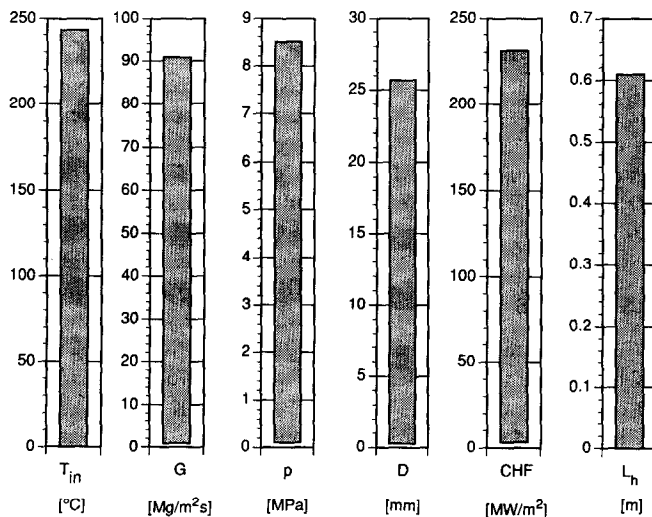 250 100 9 30 250 0.7
90 8 0.6
200 80 7 25 200 0.5
150 70 6 20 150 0.4
60 5
100 50 4 15 100 0.3
40 3 10 0.2
50 30 2 50
20 5 0.1
10 1
0 0 0 0 0 0
T_in G p D CHF L_h
[°C] [Mg/m²s] [MPa] [mm] [MW/m²] [m]